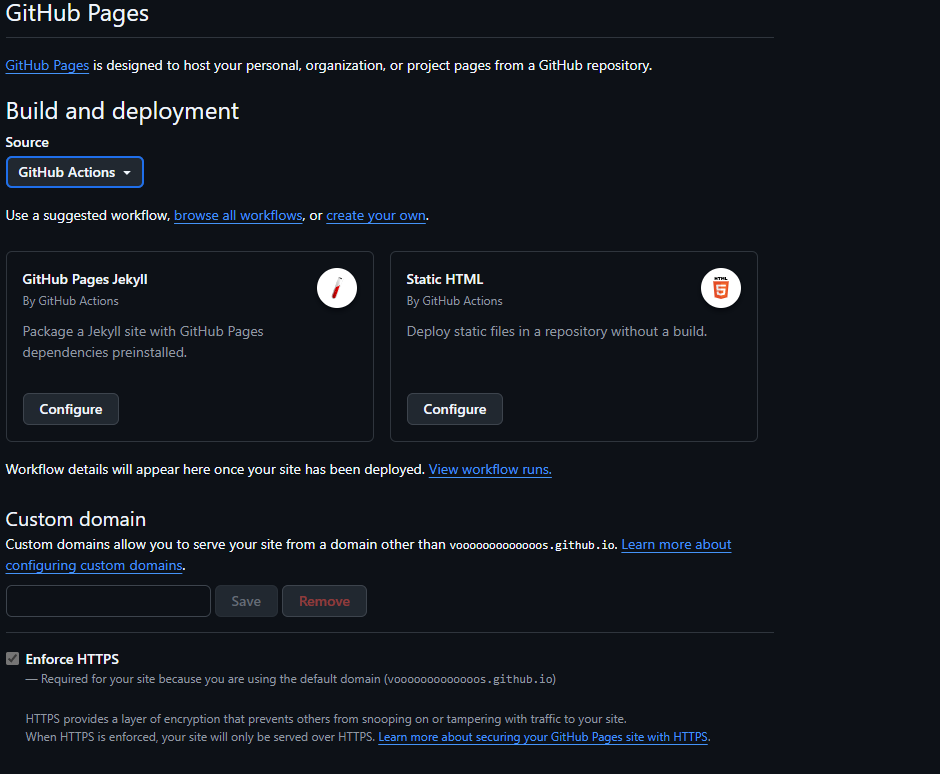 GitHub Pages
GitHub Pages is designed to host your personal, organization, or project pages from a GitHub repository.
Build and deployment
Source
GitHub Actions
Use a suggested workflow, browse all workflows, or create your own.
GitHub Pages Jekyll
By GitHub Actions
Package a Jekyll site with GitHub Pages
dependencies preinstalled.
Configure
Static HTML
By GitHub Actions
Deploy static files in a repository without a build.
HTML
5
Configure
Workflow details will appear here once your site has been deployed. View workflow runs.
Custom domain
Custom domains allow you to serve your site from a domain other than vooooooooooooos.github.io. Learn more about
configuring custom domains.
Save
Remove
Enforce HTTPS
— Required for your site because you are using the default domain (vooooooooooooos.github.io)
HTTPS provides a layer of encryption that prevents others from snooping on or tampering with traffic to your site.
When HTTPS is enforced, your site will only be served over HTTPS. Learn more about securing your GitHub Pages site with HTTPS.